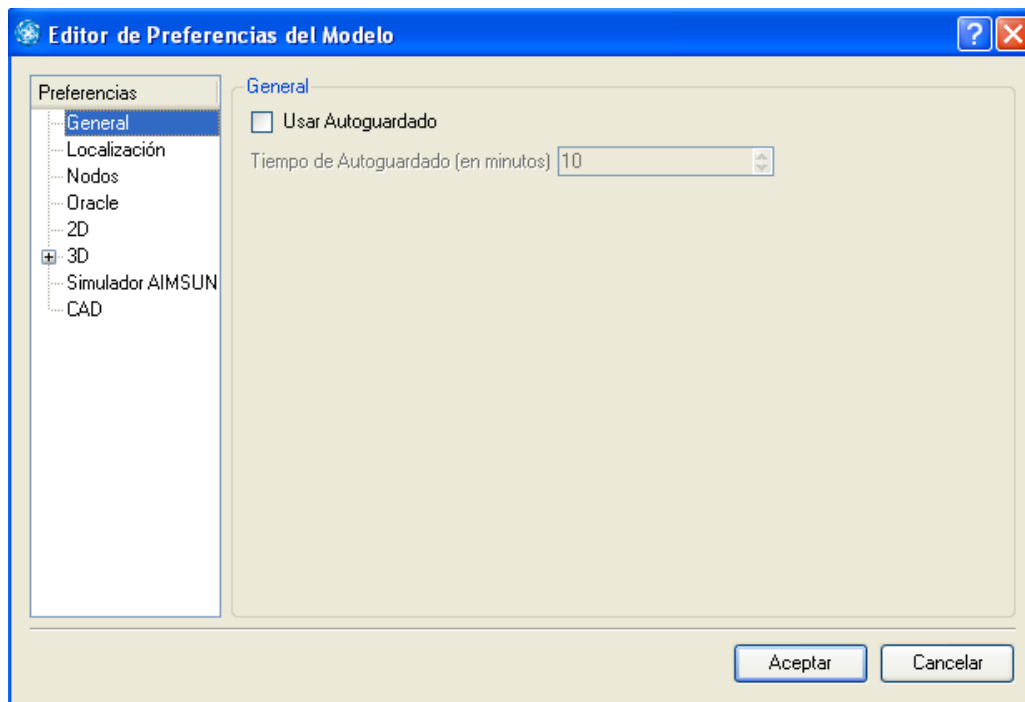 Editor de Preferencias del Modelo
Preferencias
General
Localización
Nodos
Oracle
2D
3D
Simulador AIMSUN
CAD
General
Usar Autoguardado
Tiempo de Autoguardado (en minutos) 10
Aceptar
Cancelar